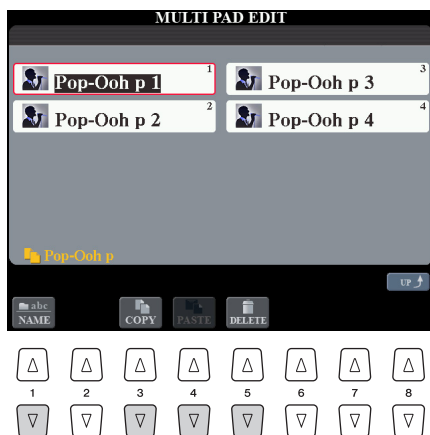 MULTI PAD EDIT
Pop-Ooh p 1 1
Pop-Ooh p 3 3
Pop-Ooh p 2 2
Pop-Ooh p 4 4
Pop-Ooh p
UP
abc
NAME
COPY
PASTE
DELETE
1 2 3 4 5 6 7 8